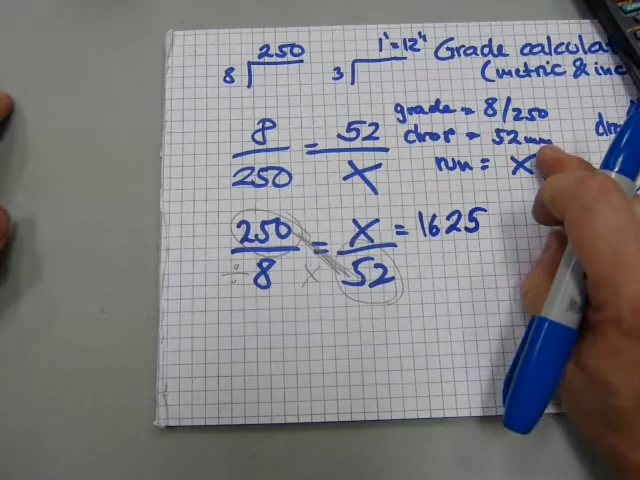 250
8
1'=12"
3
Grade calculat
(metric & inc
grade = 8/250
drop = 52mm
run = X
8/250 = 52/X
250/8 = X/52 = 1625
÷ ×